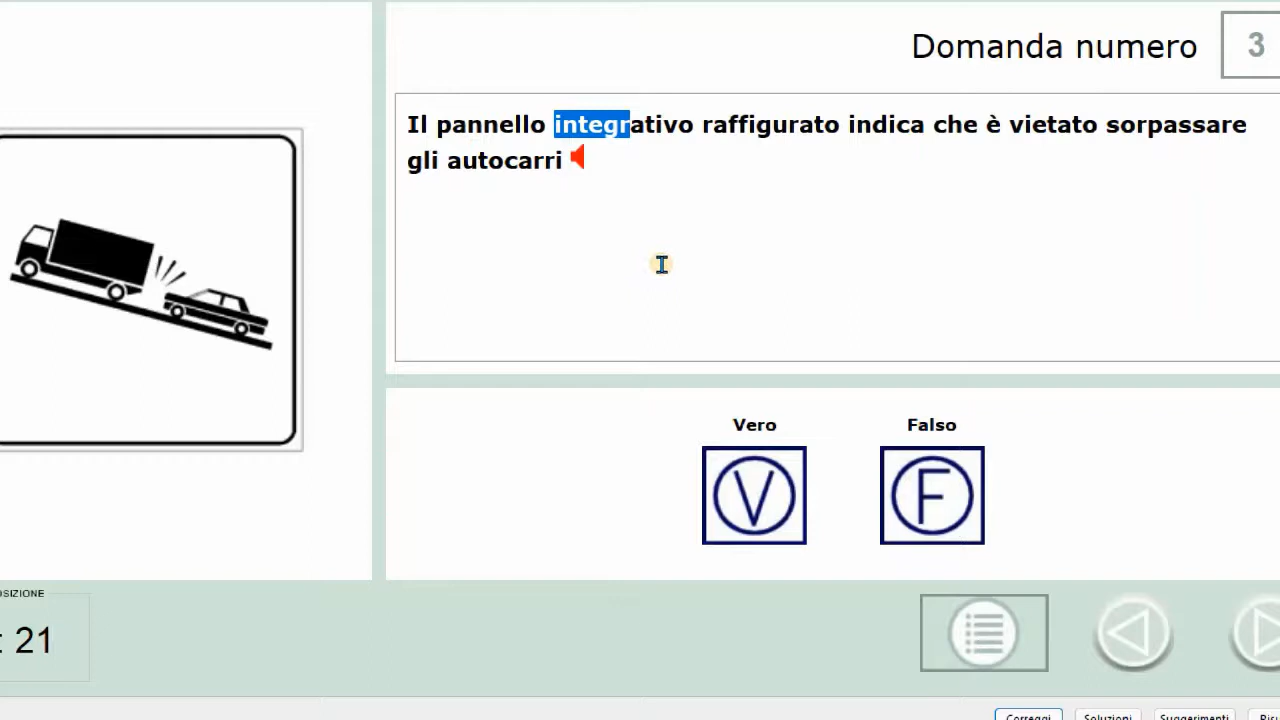 Domanda numero 3
Il pannello integrativo raffigurato indica che è vietato sorpassare
gli autocarri
Vero Falso
V F
SIZIONE
: 21
Correggi Soluzioni Suggerimenti